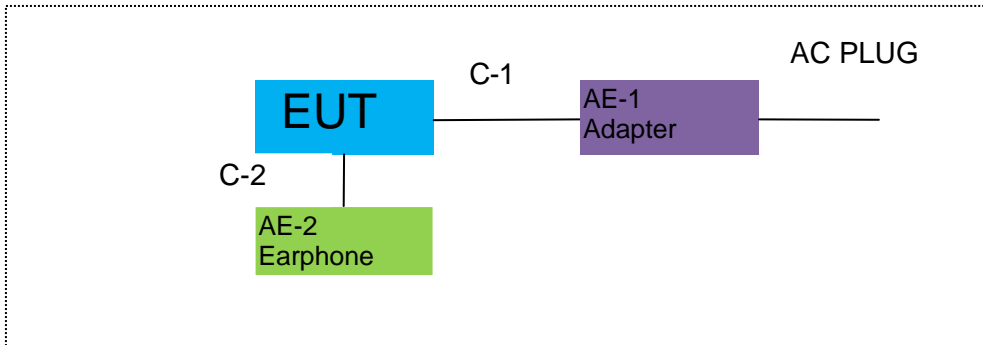 AC PLUG
C-1
EUT
AE-1
Adapter
C-2
AE-2
Earphone